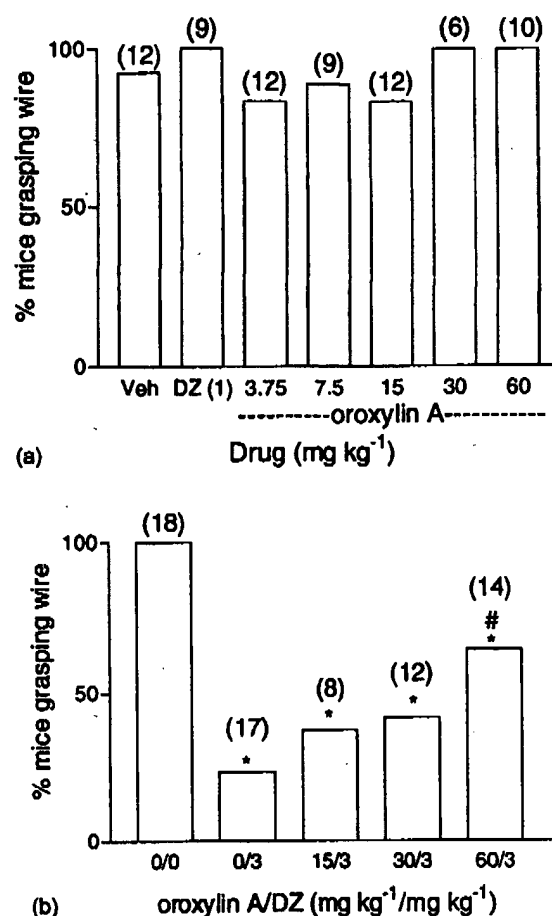 (12) (9) (12) (9) (12) (6) (10)
100
50
0
% mice grasping wire
Veh DZ (1) 3.75 7.5 15 30 60
--------oroxylin A--------
(a) Drug (mg kg⁻¹)
(18) (17) (8) (12) (14)
* * * # *
100
50
0
% mice grasping wire
0/0 0/3 15/3 30/3 60/3
(b) oroxylin A/DZ (mg kg⁻¹/mg kg⁻¹)